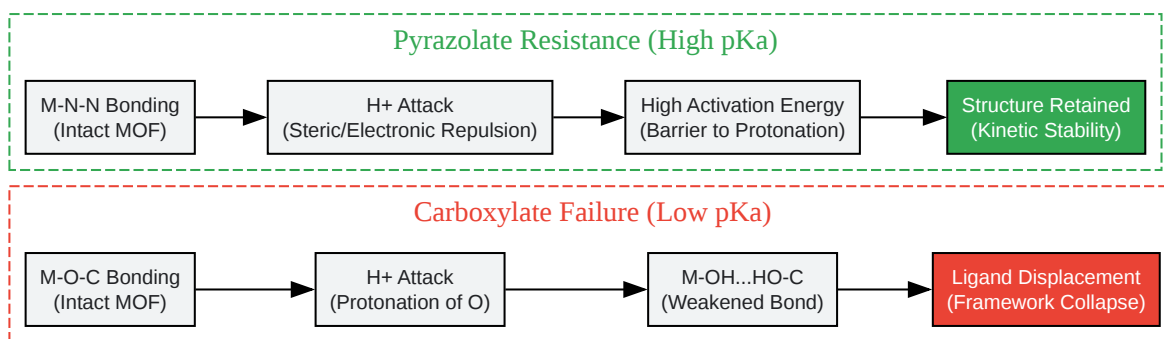 Pyrazolate Resistance (High pKa)
M-N-N Bonding
(Intact MOF)
H+ Attack
(Steric/Electronic Repulsion)
High Activation Energy
(Barrier to Protonation)
Structure Retained
(Kinetic Stability)
Carboxylate Failure (Low pKa)
M-O-C Bonding
(Intact MOF)
H+ Attack
(Protonation of O)
M-OH...HO-C
(Weakened Bond)
Ligand Displacement
(Framework Collapse)